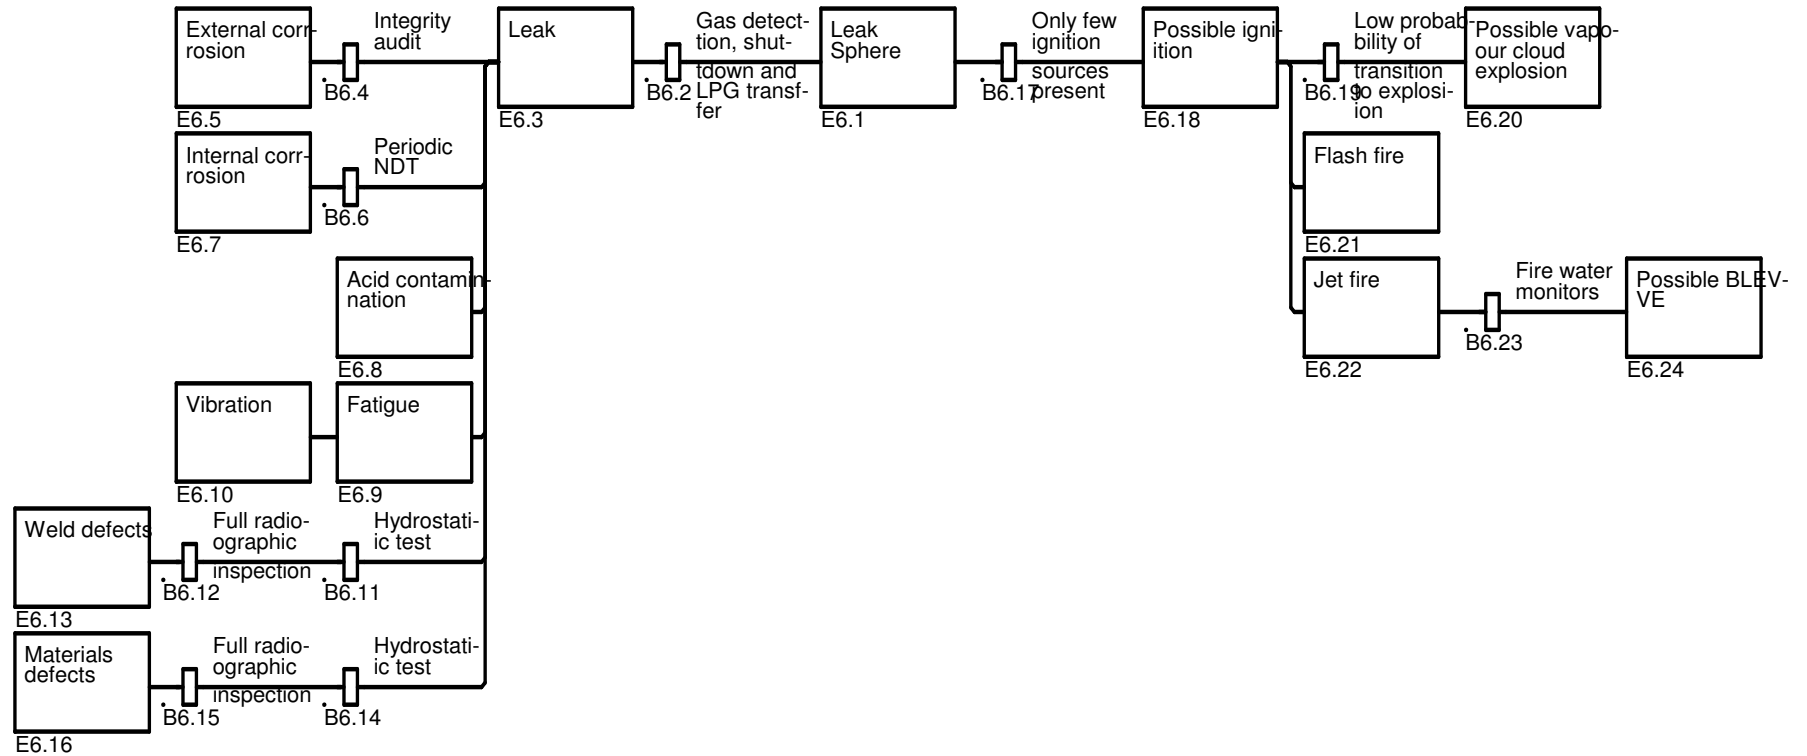 External corr-
rosion
E6.5
Integrity
audit
B6.4
Leak
E6.3
Gas detect-
tion, shut-
tdown and
LPG transf-
fer
B6.2
Leak
Sphere
E6.1
Only few
ignition
sources
present
B6.17
Possible igni-
ition
E6.18
Low probab-
bility of
transition
to explosi-
ion
B6.19
Possible vapo-
our cloud
explosion
E6.20
Internal corr-
rosion
E6.7
Periodic
NDT
B6.6
Flash fire
E6.21
Acid contamin-
nation
E6.8
Jet fire
E6.22
Fire water
monitors
B6.23
Possible BLEV-
VE
E6.24
Vibration
E6.10
Fatigue
E6.9
Weld defects
E6.13
Full radio-
ographic
inspection
B6.12
Hydrostati-
ic test
B6.11
Materials
defects
E6.16
Full radio-
ographic
inspection
B6.15
Hydrostati-
ic test
B6.14